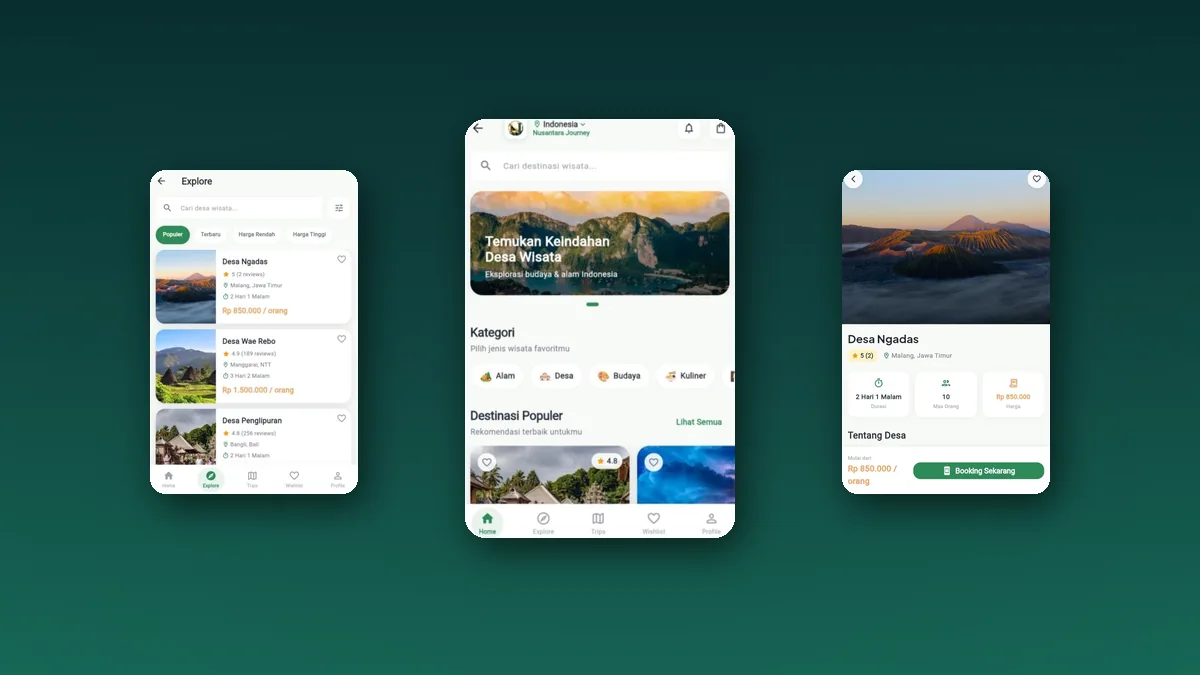 Explore
Cari desa wisata...
Populer
Terbaru
Harga Rendah
Harga Tinggi
Desa Ngadas
5 (2 reviews)
Malang, Jawa Timur
2 Hari 1 Malam
Rp 850.000 / orang
Desa Wae Rebo
4.9 (189 reviews)
Manggarai, NTT
3 Hari 2 Malam
Rp 1.500.000 / orang
Desa Penglipuran
4.8 (256 reviews)
Bangli, Bali
2 Hari 1 Malam
Home
Explore
Trips
Wishlist
Profile
Indonesia
Nusantara Journey
Cari destinasi wisata...
Temukan Keindahan
Desa Wisata
Eksplorasi budaya & alam Indonesia
Kategori
Pilih jenis wisata favoritmu
Alam
Desa
Budaya
Kuliner
Destinasi Populer
Lihat Semua
Rekomendasi terbaik untukmu
4.8
Home
Explore
Trips
Wishlist
Profile
Desa Ngadas
5 (2)
Malang, Jawa Timur
2 Hari 1 Malam
Durasi
10
Max Orang
Rp 850.000
Harga
Tentang Desa
Mulai dari
Rp 850.000 /
orang
Booking Sekarang